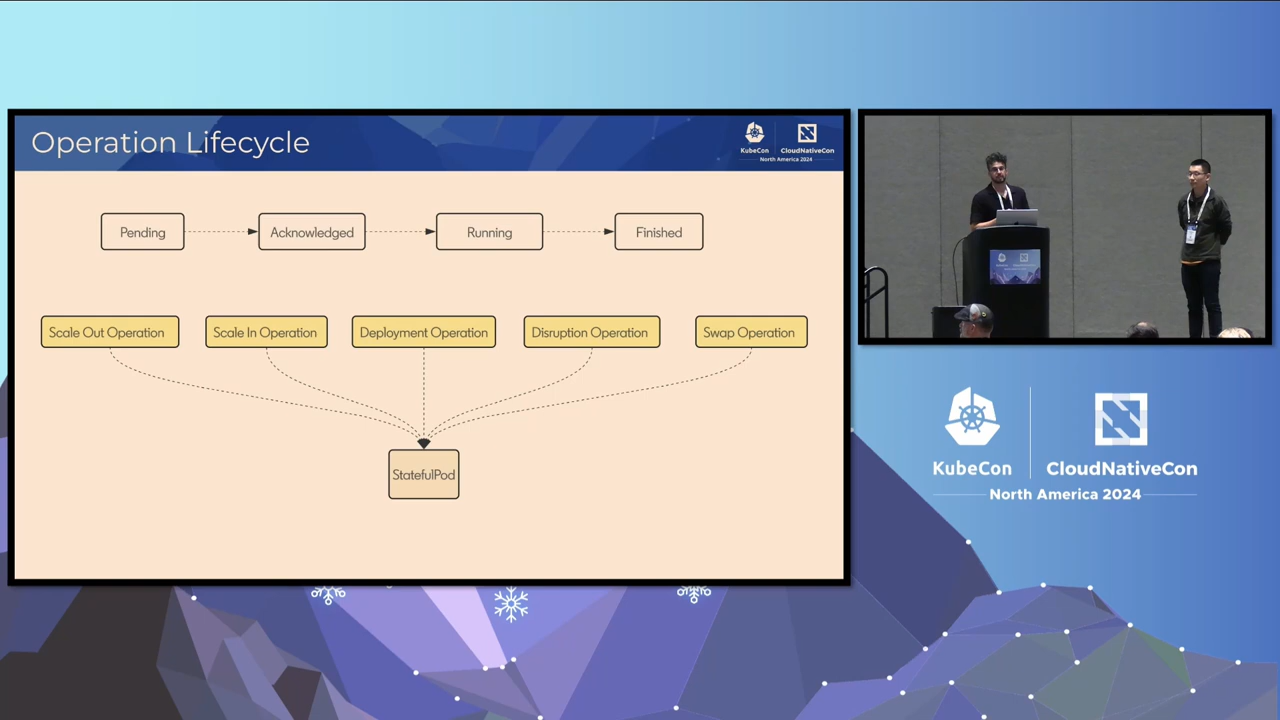 Operation Lifecycle
KubeCon
CloudNativeCon
North America 2024
Pending
Acknowledged
Running
Finished
Scale Out Operation
Scale In Operation
Deployment Operation
Disruption Operation
Swap Operation
StatefulPod
KubeCon
CloudNativeCon
North America 2024